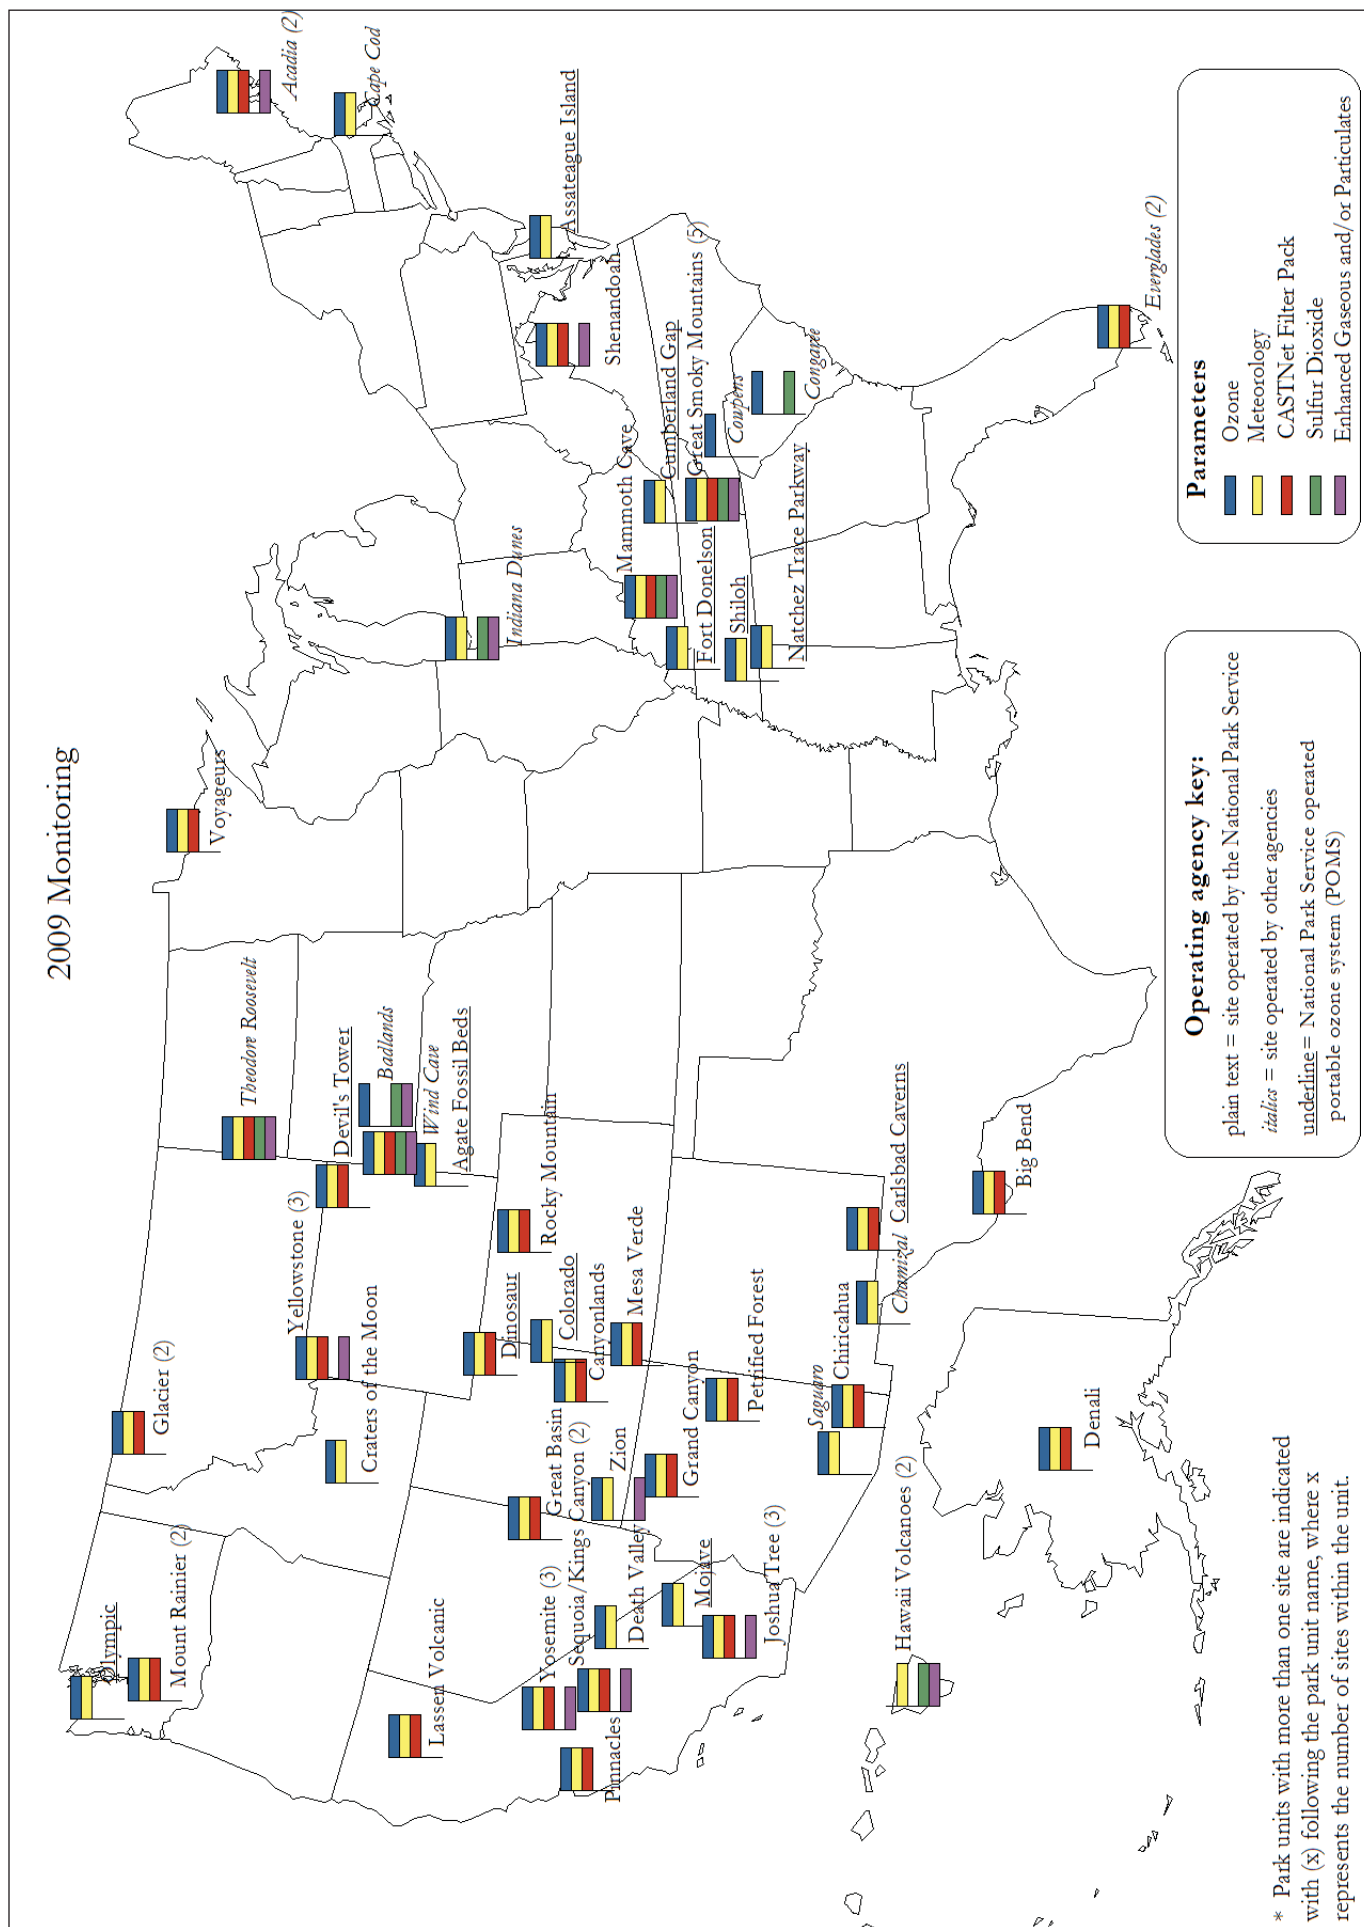 2009 Monitoring
Olympic
Mount Rainier (2)
Glacier (2)
Theodore Roosevelt
Voyageurs
Acadia (2)
Cape Cod
Yellowstone (3)
Devil's Tower
Badlands
Wind Cave
Agate Fossil Beds
Craters of the Moon
Lassen Volcanic
Dinosaur
Rocky Mountain
Colorado
Canyonlands
Mesa Verde
Great Basin
Yosemite (3)
Sequoia/Kings Canyon (2)
Zion
Death Valley
Pinnacles
Mojave
Joshua Tree (3)
Grand Canyon
Petrified Forest
Saguaro
Chiricahua
Chamizal
Carlsbad Caverns
Big Bend
Indiana Dunes
Assateague Island
Shenandoah
Mammoth Cave
Cumberland Gap
Great Smoky Mountains (5)
Fort Donelson
Shiloh
Natchez Trace Parkway
Cowpens
Congaree
Everglades (2)
Hawaii Volcanoes (2)
Denali
* Park units with more than one site are indicated
with (x) following the park unit name, where x
represents the number of sites within the unit.
Operating agency key:
plain text = site operated by the National Park Service
italics = site operated by other agencies
underline= National Park Service operated
portable ozone system (POMS)
Parameters
Ozone
Meteorology
CASTNet Filter Pack
Sulfur Dioxide
Enhanced Gaseous and/or Particulates